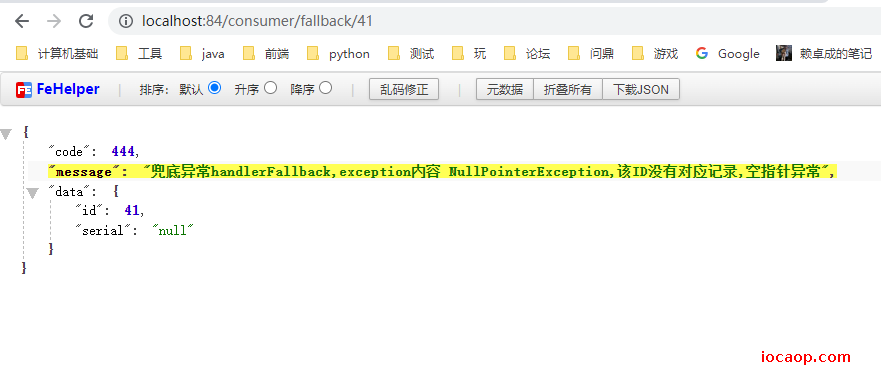 localhost:84/consumer/fallback/41
计算机基础 工具 java 前端 python 测试 玩 论坛 问鼎 游戏 Google 赖卓成的笔记
FE FeHelper 排序: 默认 升序 降序 乱码修正 元数据 折叠所有 下载JSON
{
"code": 444,
"message": "兜底异常handlerFallback,exception内容 NullPointerException,该ID没有对应记录,空指针异常",
"data": {
"id": 41,
"serial": "null"
}
}
iocaop.com